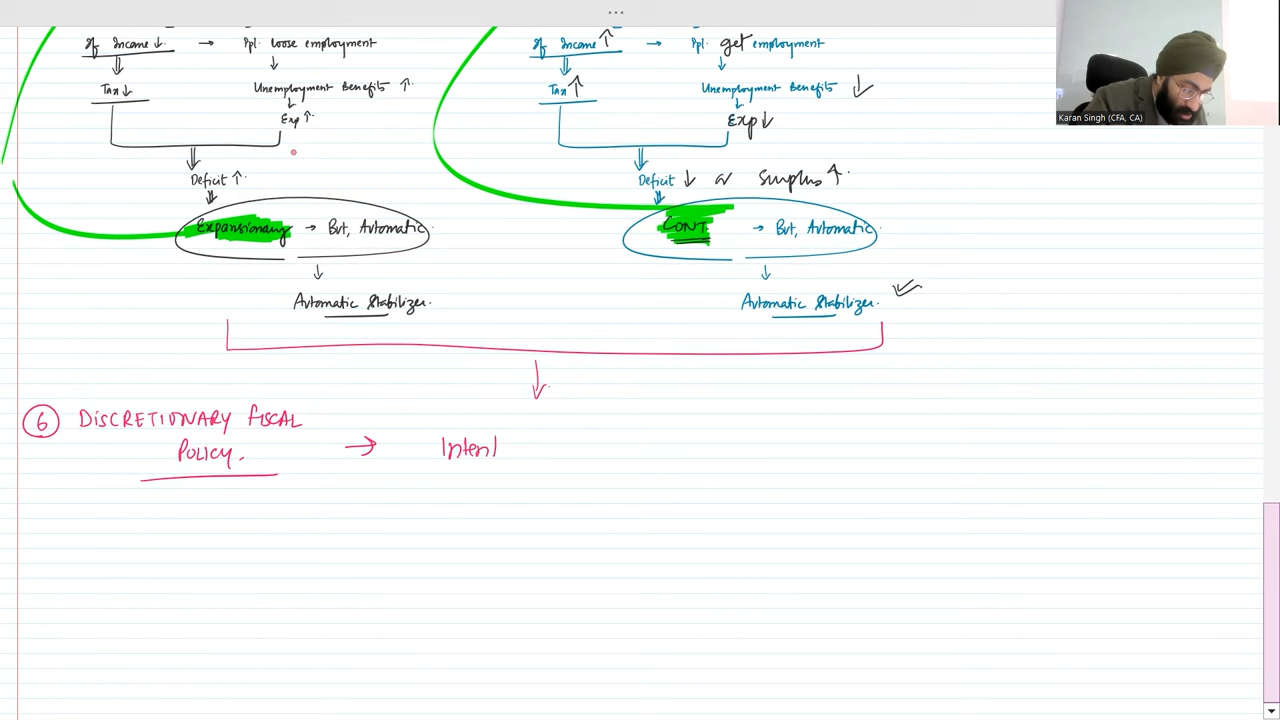 If Income ↓. → Ppl. loose employment
Tax ↓ Unemployment Benefits ↑.
Exp ↑.
Deficit ↑
Expansionary → But, Automatic
Automatic Stabilizer.
If Income ↑ → Ppl. get employment
Tax ↑ Unemployment Benefits ↓
Exp ↓
Deficit ↓ or Surplus ↑.
CONT. → But, Automatic
Automatic Stabilizer.
6 DISCRETIONARY FISCAL
POLICY. →
Karan Singh (CFA, CA)